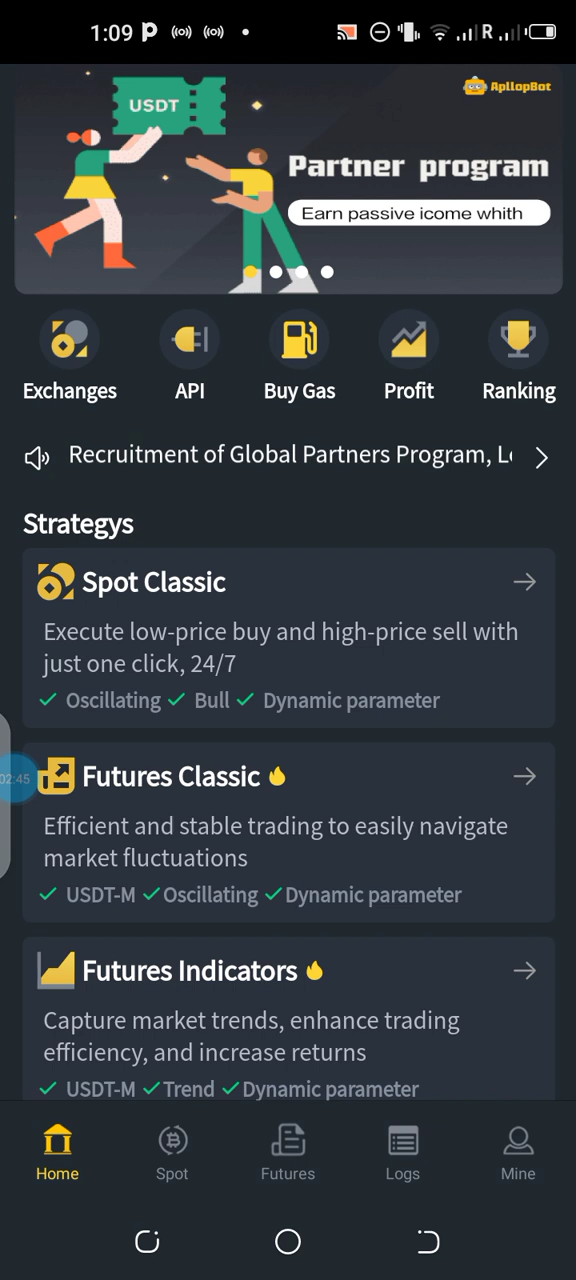 1:09
R
USDT
ApllopBot
Partner program
Earn passive icome whith
Exchanges
API
Buy Gas
Profit
Ranking
Recruitment of Global Partners Program,
Strategys
Spot Classic
Execute low-price buy and high-price sell with
just one click, 24/7
Oscillating Bull Dynamic parameter
02:45
Futures Classic
Efficient and stable trading to easily navigate
market fluctuations
USDT-M Oscillating Dynamic parameter
Futures Indicators
Capture market trends, enhance trading
efficiency, and increase returns
USDT-M Trend Dynamic parameter
Home
Spot
Futures
Logs
Mine